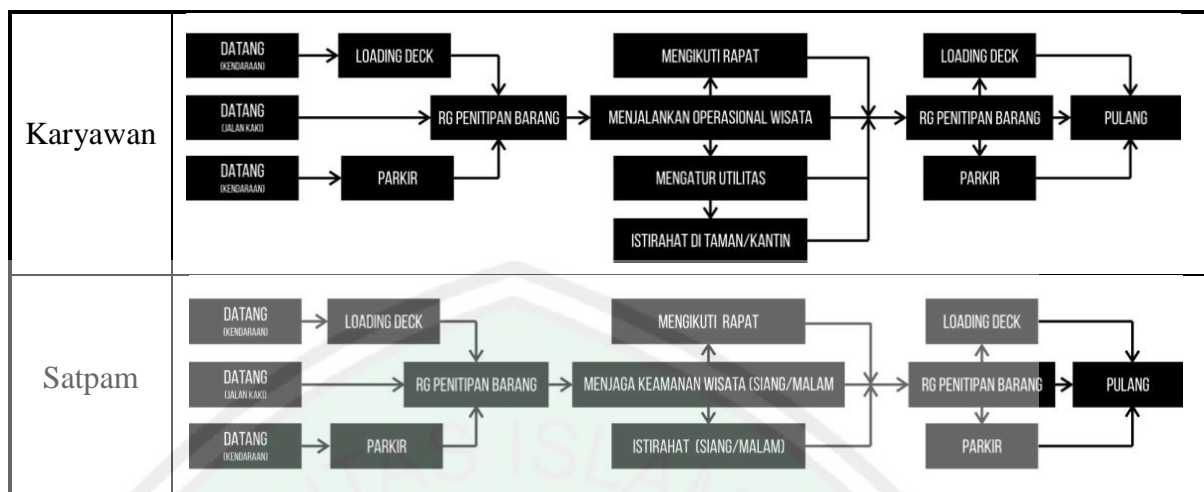 Karyawan
DATANG
(KENDARAAN)
LOADING DECK
DATANG
(JALAN KAKI)
DATANG
(KENDARAAN)
PARKIR
RG PENITIPAN BARANG
MENGIKUTI RAPAT
MENJALANKAN OPERASIONAL WISATA
MENGATUR UTILITAS
ISTIRAHAT DI TAMAN/KANTIN
LOADING DECK
RG PENITIPAN BARANG
PARKIR
PULANG
Satpam
DATANG
(KENDARAAN)
LOADING DECK
DATANG
(JALAN KAKI)
DATANG
(KENDARAAN)
PARKIR
RG PENITIPAN BARANG
MENGIKUTI RAPAT
MENJAGA KEAMANAN WISATA (SIANG/MALAM
ISTIRAHAT (SIANG/MALAM)
LOADING DECK
RG PENITIPAN BARANG
PARKIR
PULANG